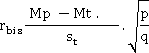 r_bis (Mp − Mt .)/s_t . √(p/q)